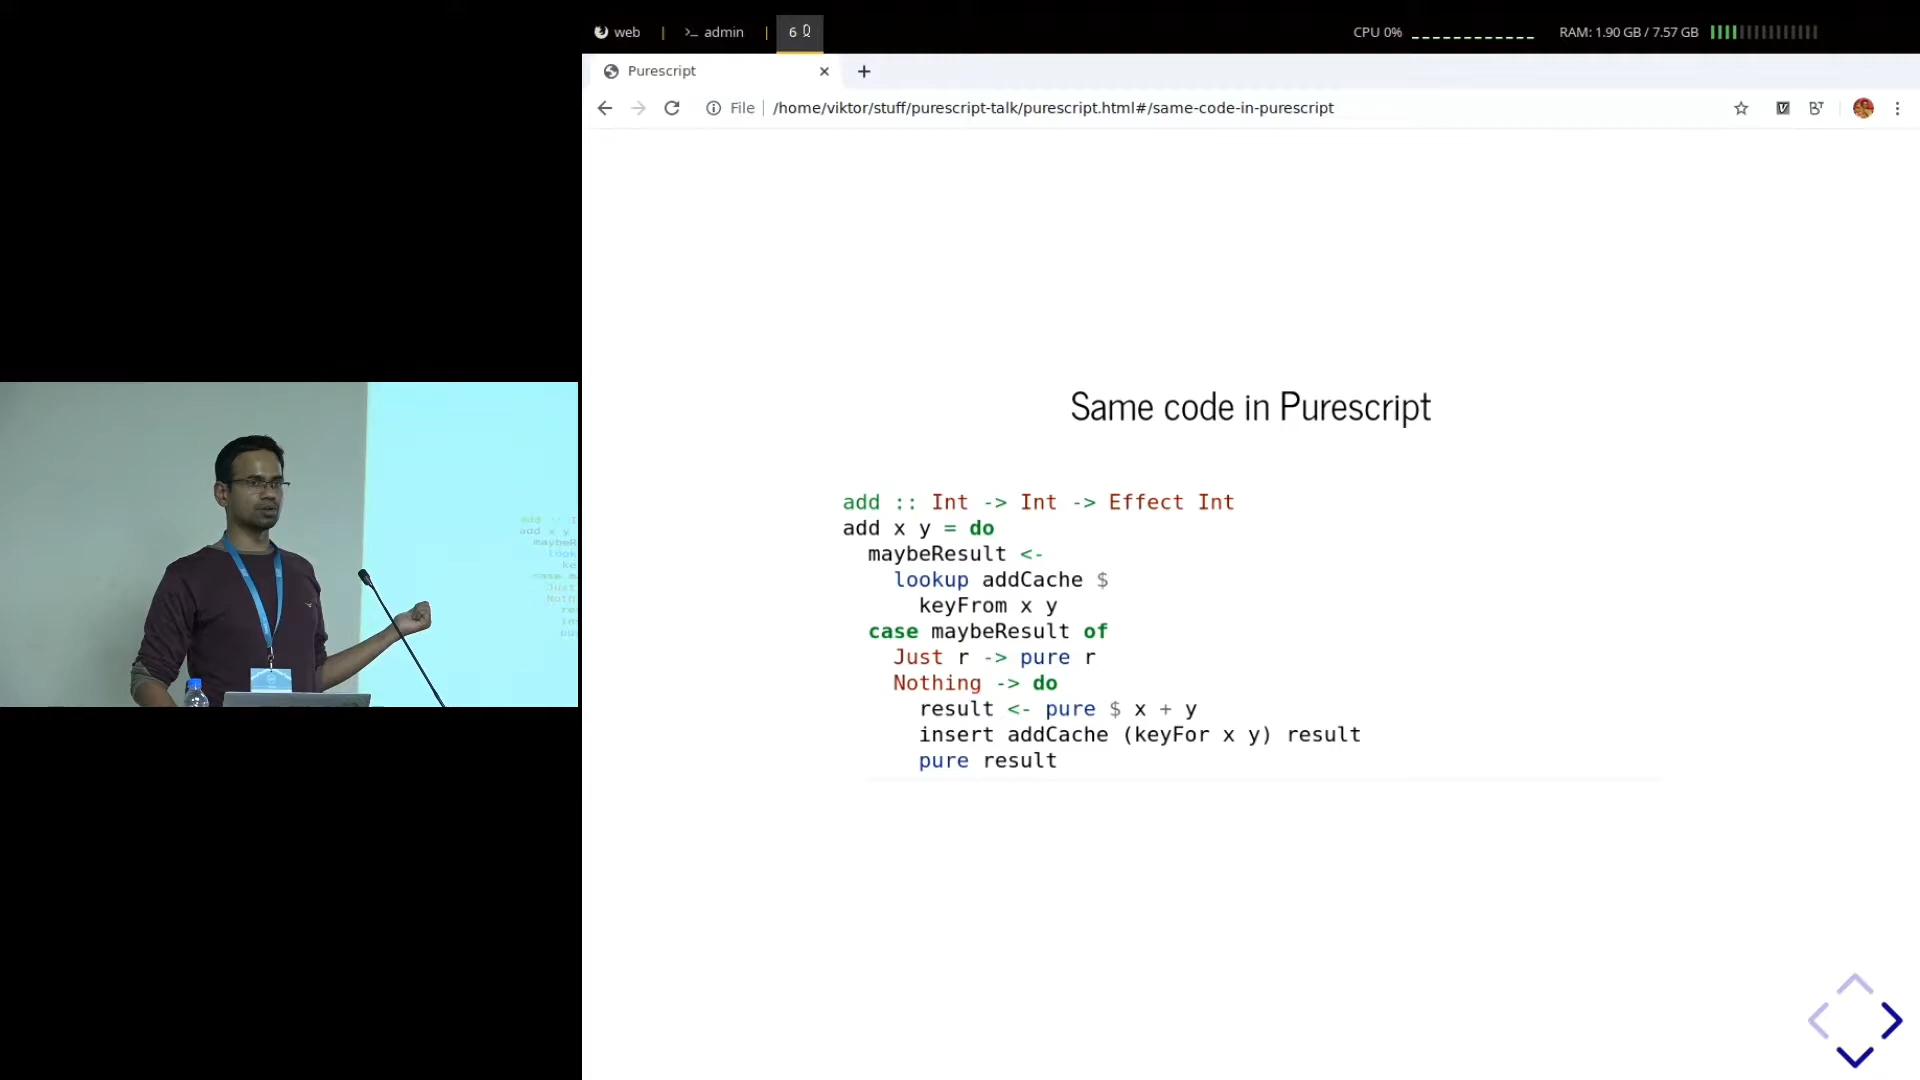 web | >_ admin | 6
CPU 0% RAM: 1.90 GB / 7.57 GB
Purescript
File | /home/viktor/stuff/purescript-talk/purescript.html#/same-code-in-purescript
Same code in Purescript
add :: Int -> Int -> Effect Int
add x y = do
maybeResult <-
lookup addCache $
keyFrom x y
case maybeResult of
Just r -> pure r
Nothing -> do
result <- pure $ x + y
insert addCache (keyFor x y) result
pure result